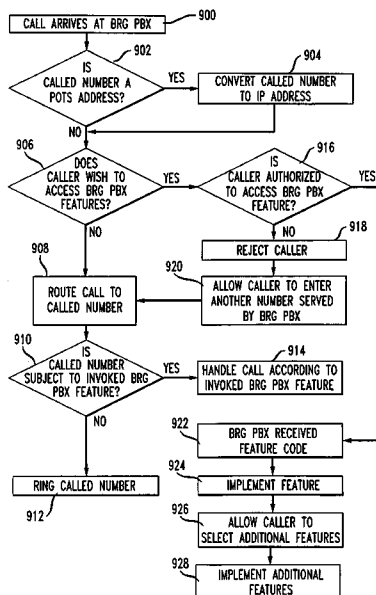 CALL ARRIVES AT BRG PBX
900
902
IS
CALLED NUMBER A
POTS ADDRESS?
YES
904
CONVERT CALLED NUMBER
TO IP ADDRESS
NO
906
DOES
CALLER WISH TO
ACCESS BRG PBX
FEATURES?
YES
916
IS
CALLER AUTHORIZED
TO ACCESS BRG PBX
FEATURE?
YES
NO
NO
918
REJECT CALLER
908
ROUTE CALL TO
CALLED NUMBER
920
ALLOW CALLER TO ENTER
ANOTHER NUMBER SERVED
BY BRG PBX
910
IS
CALLED NUMBER
SUBJECT TO INVOKED BRG
PBX FEATURE?
YES
914
HANDLE CALL ACCORDING TO
INVOKED BRG PBX FEATURE
NO
922
BRG PBX RECEIVED
FEATURE CODE
RING CALLED NUMBER
912
924
IMPLEMENT FEATURE
926
ALLOW CALLER TO
SELECT ADDITIONAL FEATURES
928
IMPLEMENT ADDITIONAL
FEATURES